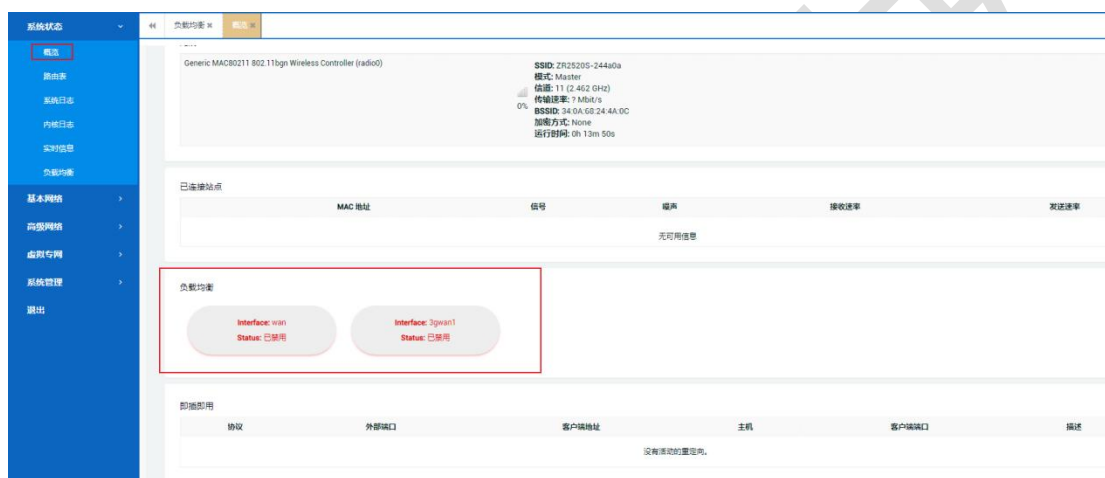 系统状态
概览
路由表
系统日志
内核日志
实时信息
负载均衡
基本网络
高级网络
虚拟专网
系统管理
退出
负载均衡 × 概览 ×
Generic MAC80211 802.11bgn Wireless Controller (radio0)
0%
SSID: ZR2520S-244a0a
模式: Master
信道: 11 (2.462 GHz)
传输速率: ? Mbit/s
BSSID: 34:0A:68:24:4A:0C
加密方式: None
运行时间: 0h 13m 50s
已连接站点
MAC 地址 信号 噪声 接收速率 发送速率
无可用信息
负载均衡
Interface: wan
Status: 已禁用
Interface: 3gwan1
Status: 已禁用
即插即用
协议 外部端口 客户端地址 主机 客户端端口 描述
没有活动的重定向。